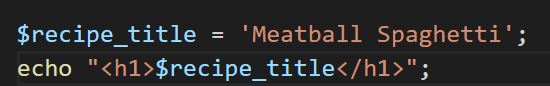 $recipe_title = 'Meatball Spaghetti';
echo "<h1>$recipe_title</h1>";